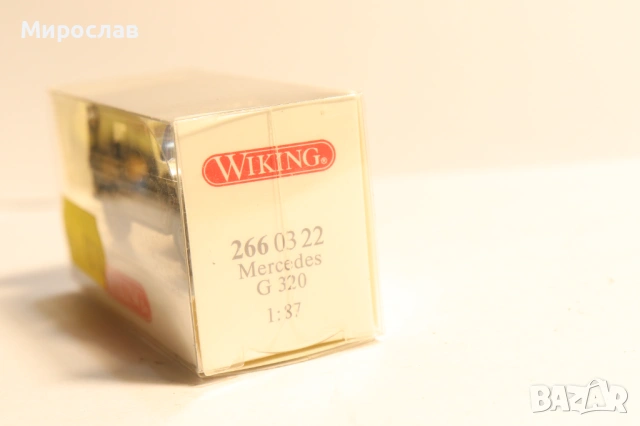 Мирослав
WIKING®
266 03 22
Mercedes
G 320
1:87
BAZAR